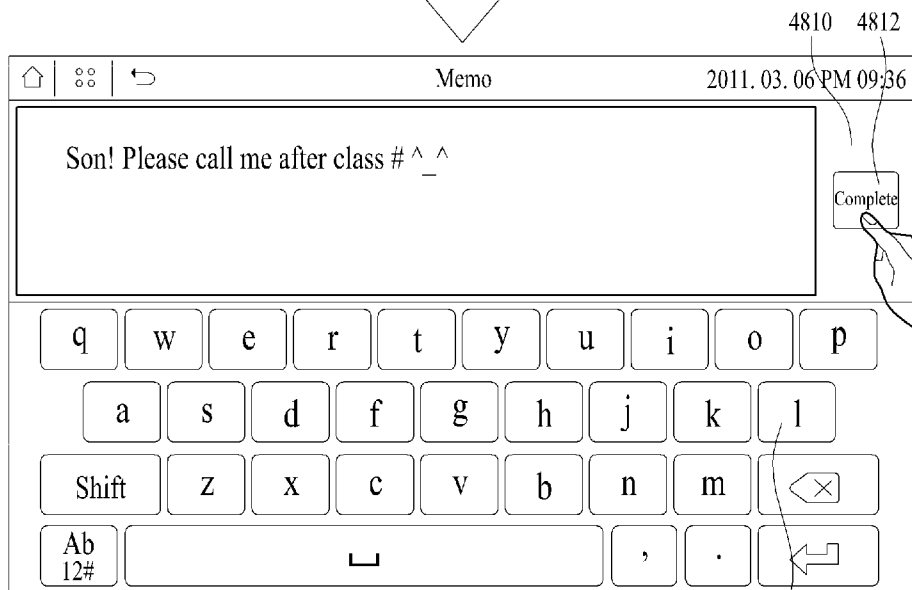 4810 4812
Memo 2011. 03. 06 PM 09:36
Son! Please call me after class # ^_^
Complete
q w e r t y u i o p
a s d f g h j k l
Shift z x c v b n m
Ab , .
12#